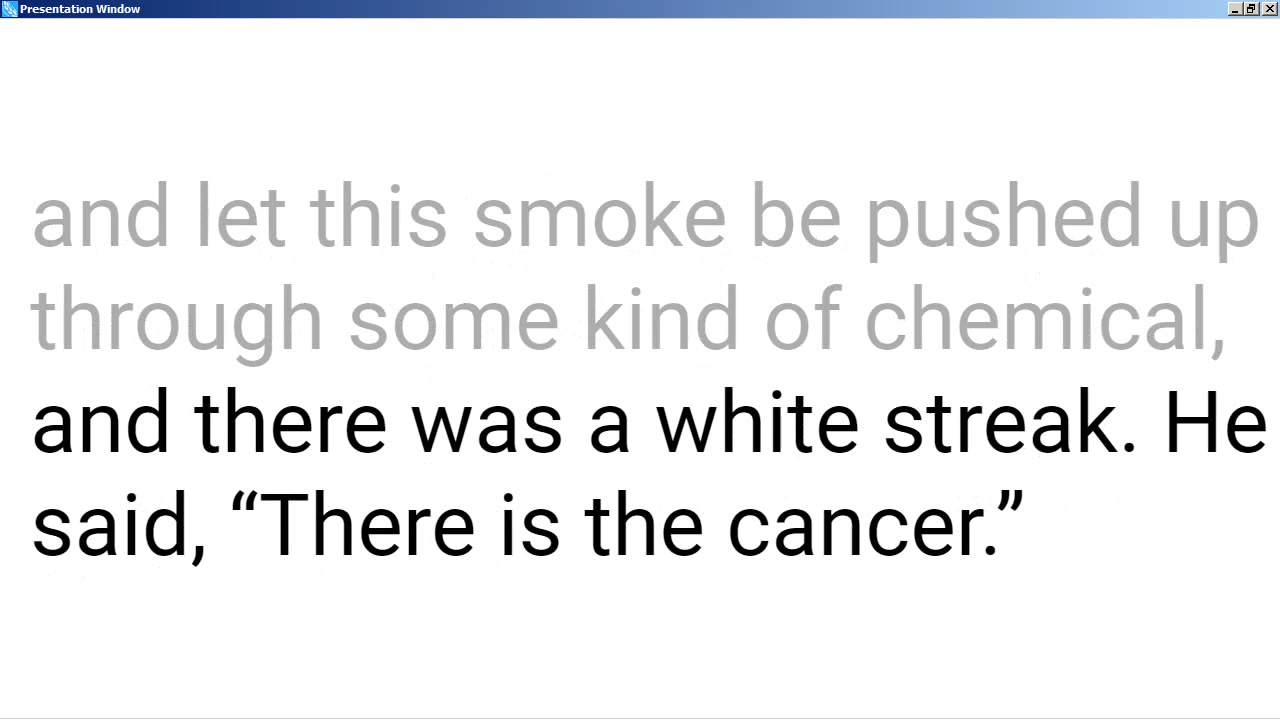 Presentation Window
and let this smoke be pushed up
through some kind of chemical,
and there was a white streak. He
said, “There is the cancer.”